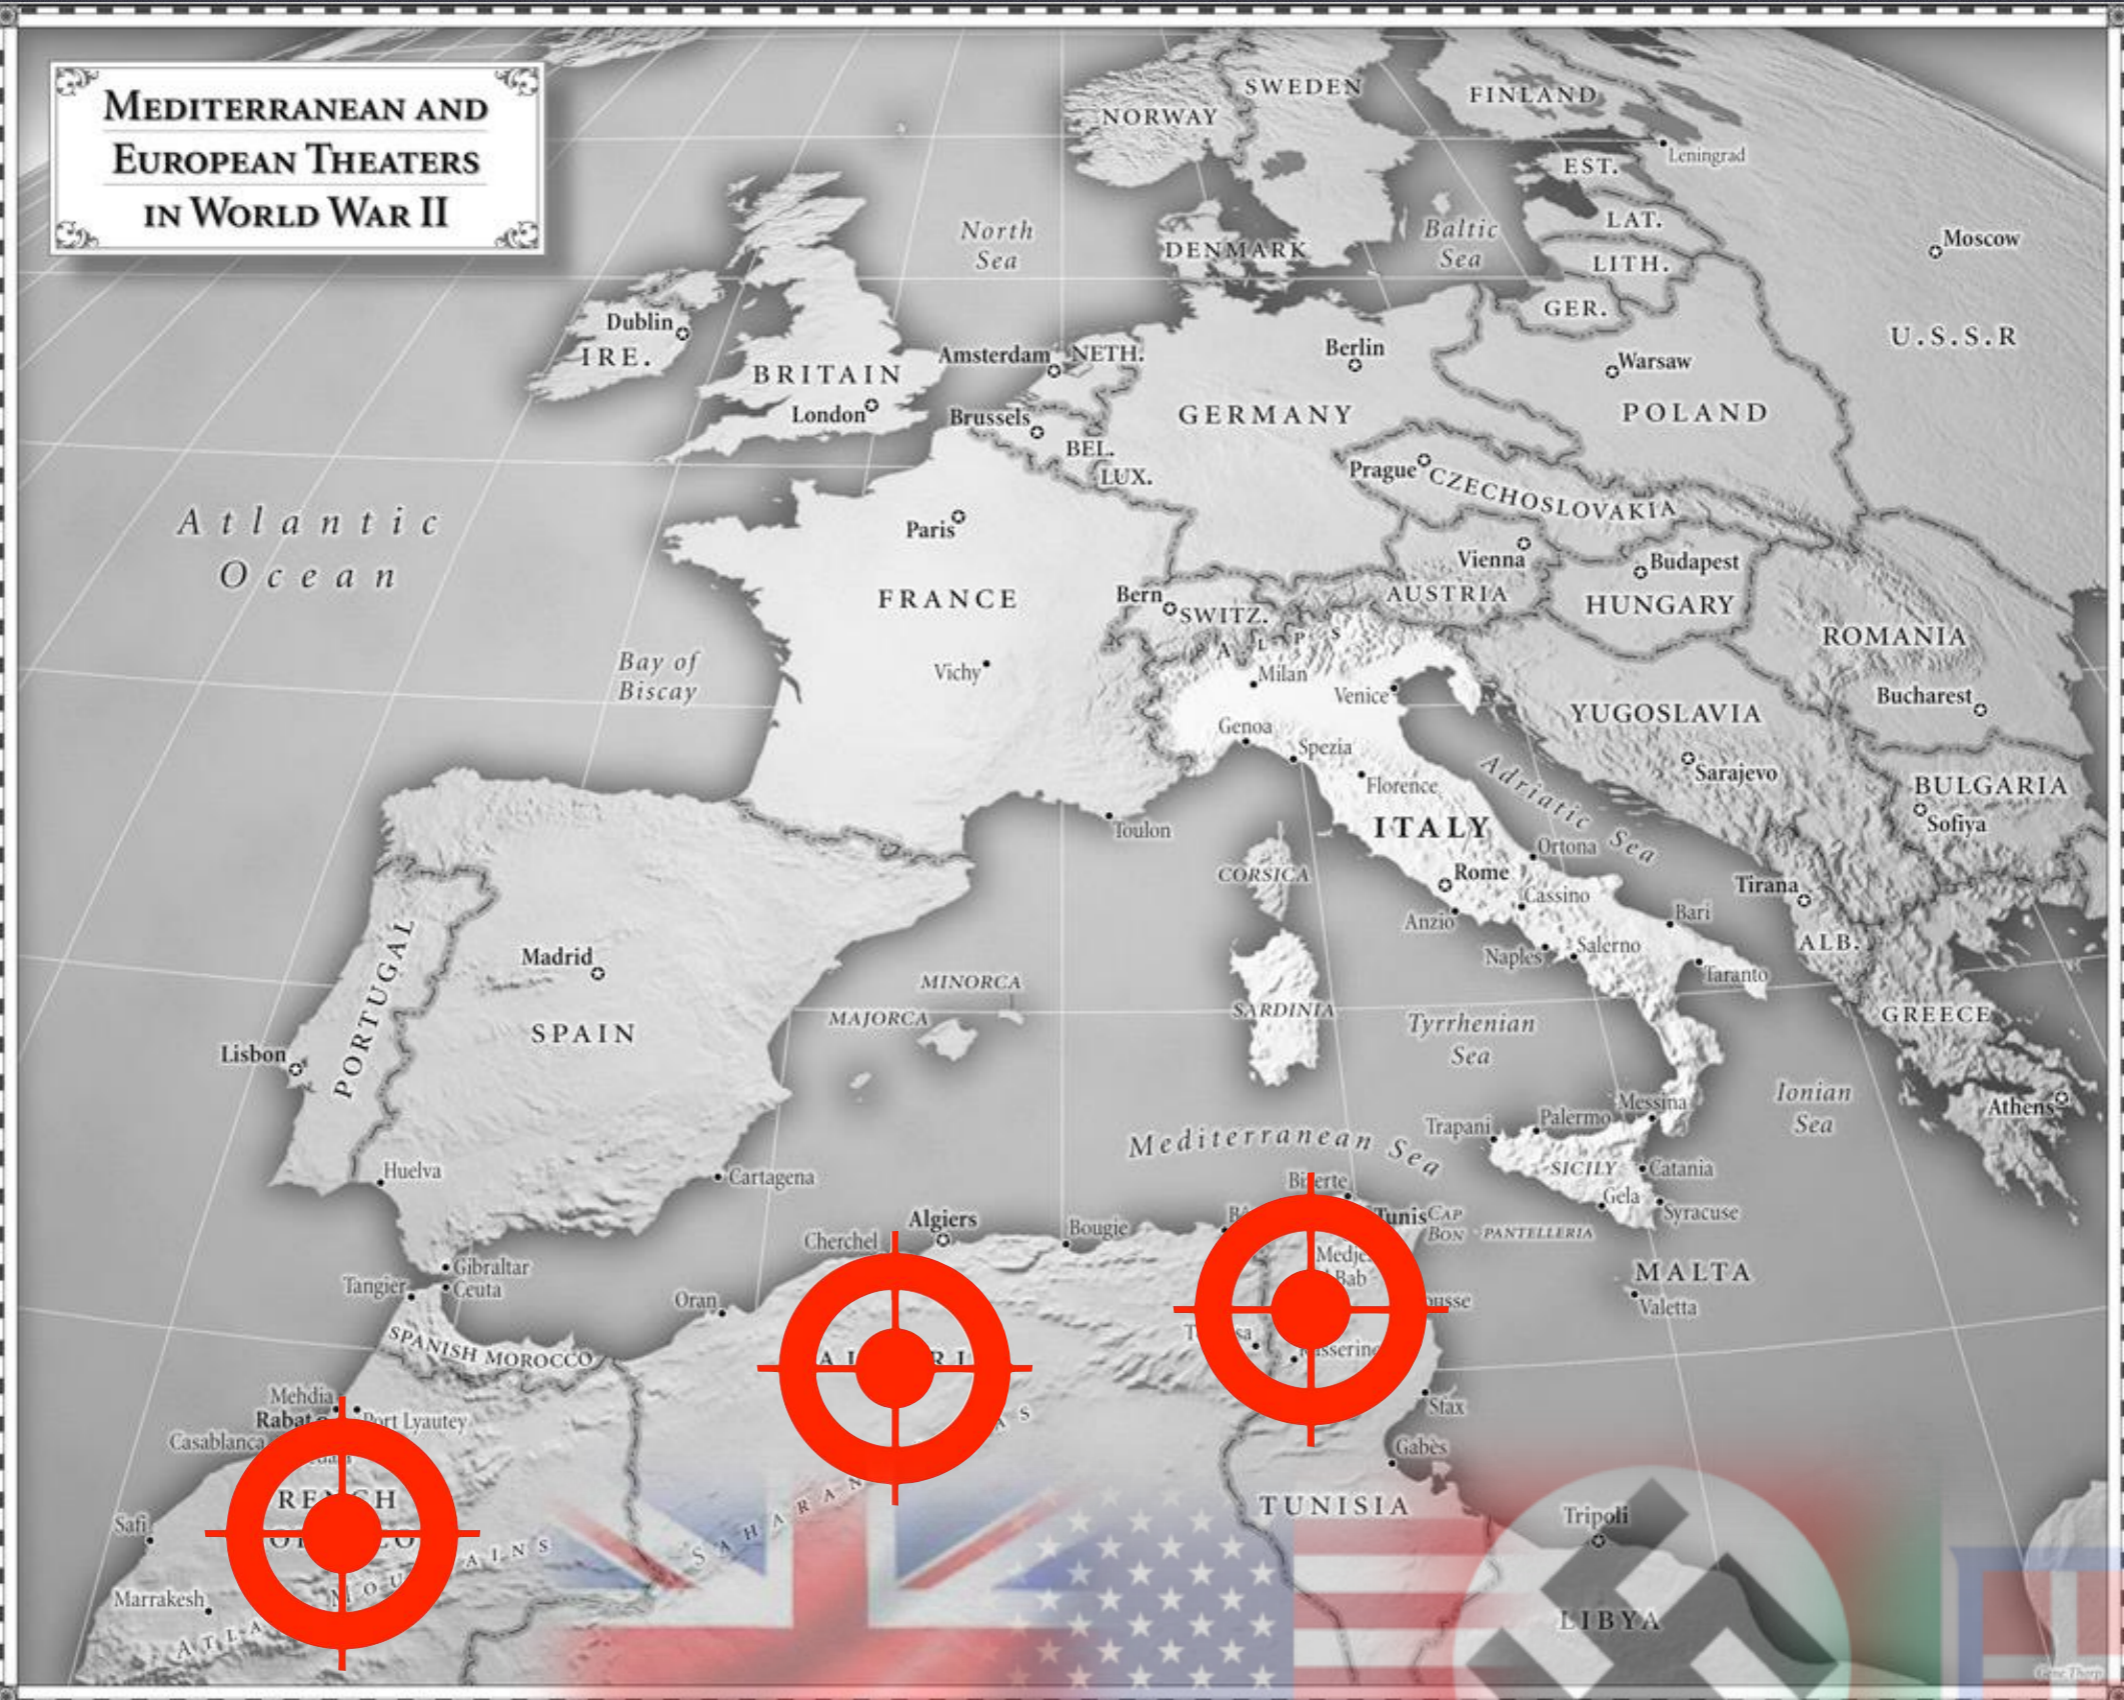 MEDITERRANEAN AND
EUROPEAN THEATERS
IN WORLD WAR II
NORWAY
SWEDEN
FINLAND
Leningrad
EST.
LAT.
LITH.
GER.
Moscow
U.S.S.R
North
Sea
DENMARK
Baltic
Sea
Dublin
IRE.
BRITAIN
London
Amsterdam
NETH.
Brussels
BEL.
LUX.
Berlin
GERMANY
Warsaw
POLAND
Prague
CZECHOSLOVAKIA
Atlantic
Ocean
Paris
FRANCE
Vichy
Bay of
Biscay
Bern
SWITZ.
ALPS
Vienna
AUSTRIA
Budapest
HUNGARY
ROMANIA
Bucharest
Milan
Venice
Genoa
Spezia
Florence
Toulon
YUGOSLAVIA
Sarajevo
BULGARIA
Sofiya
Adriatic Sea
ITALY
Ortona
Rome
Cassino
Anzio
Naples
Salerno
Bari
Taranto
Tirana
ALB.
GREECE
Athens
CORSICA
SARDINIA
Tyrrhenian
Sea
Ionian
Sea
PORTUGAL
Lisbon
Madrid
SPAIN
MINORCA
MAJORCA
Huelva
Cartagena
Gibraltar
Ceuta
Tangier
SPANISH MOROCCO
Mediterranean Sea
Trapani
Palermo
Messina
SICILY
Catania
Gela
Syracuse
PANTELLERIA
MALTA
Valetta
Cherchel
Algiers
Bougie
Oran
Tunis
CAP
BON
Sfax
Gabès
TUNISIA
Mehdia
Rabat
Port Lyautey
Casablanca
Safi
Marrakesh
SAHARAN
Tripoli
LIBYA
Gene Thorp